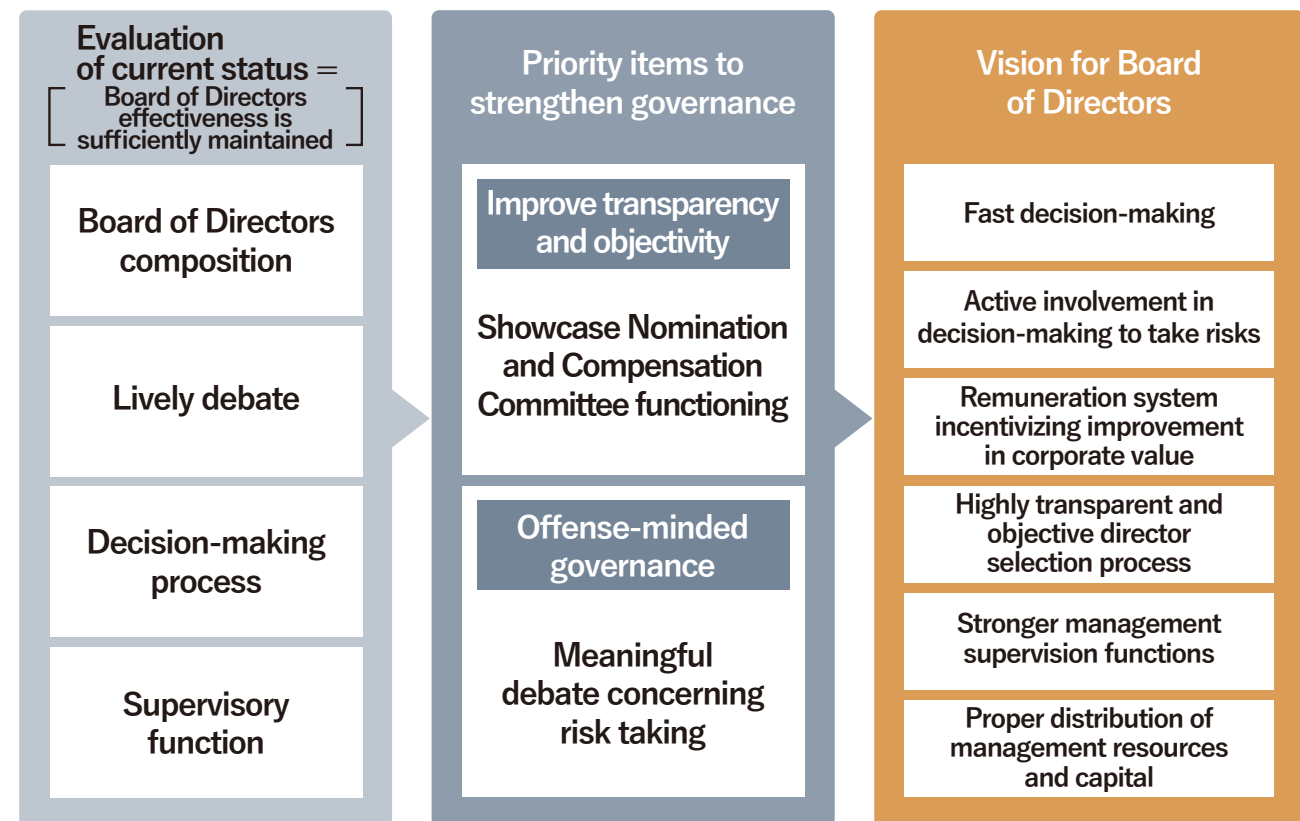 Evaluation
of current status =
Board of Directors
effectiveness is
sufficiently maintained
Board of Directors
composition
Lively debate
Decision-making
process
Supervisory
function
Priority items to
strengthen governance
Improve transparency
and objectivity
Showcase Nomination
and Compensation
Committee functioning
Offense-minded
governance
Meaningful
debate concerning
risk taking
Vision for Board
of Directors
Fast decision-making
Active involvement in
decision-making to take risks
Remuneration system
incentivizing improvement
in corporate value
Highly transparent and
objective director
selection process
Stronger management
supervision functions
Proper distribution of
management resources
and capital